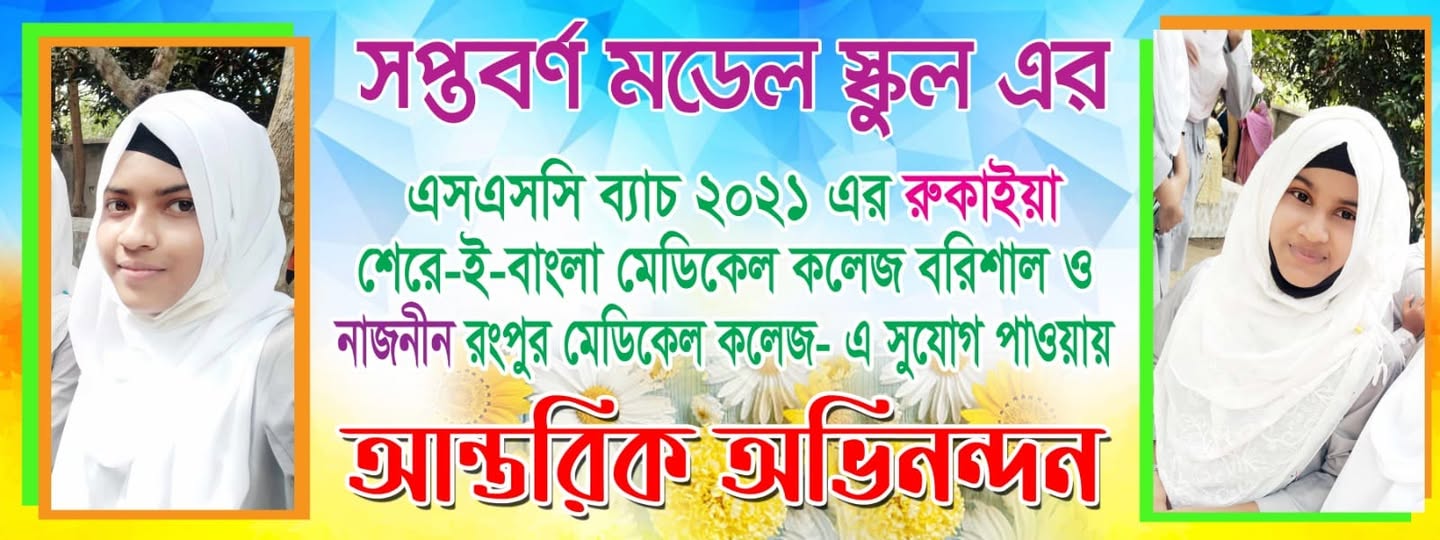 সপ্তবর্ণ মডেল স্কুল এর
এসএসসি ব্যাচ ২০২১ এর রুকাইয়া
শেরে-ই-বাংলা মেডিকেল কলেজ বরিশাল ও
নাজনীন রংপুর মেডিকেল কলেজ- এ সুযোগ পাওয়ায়
আন্তরিক অভিনন্দন